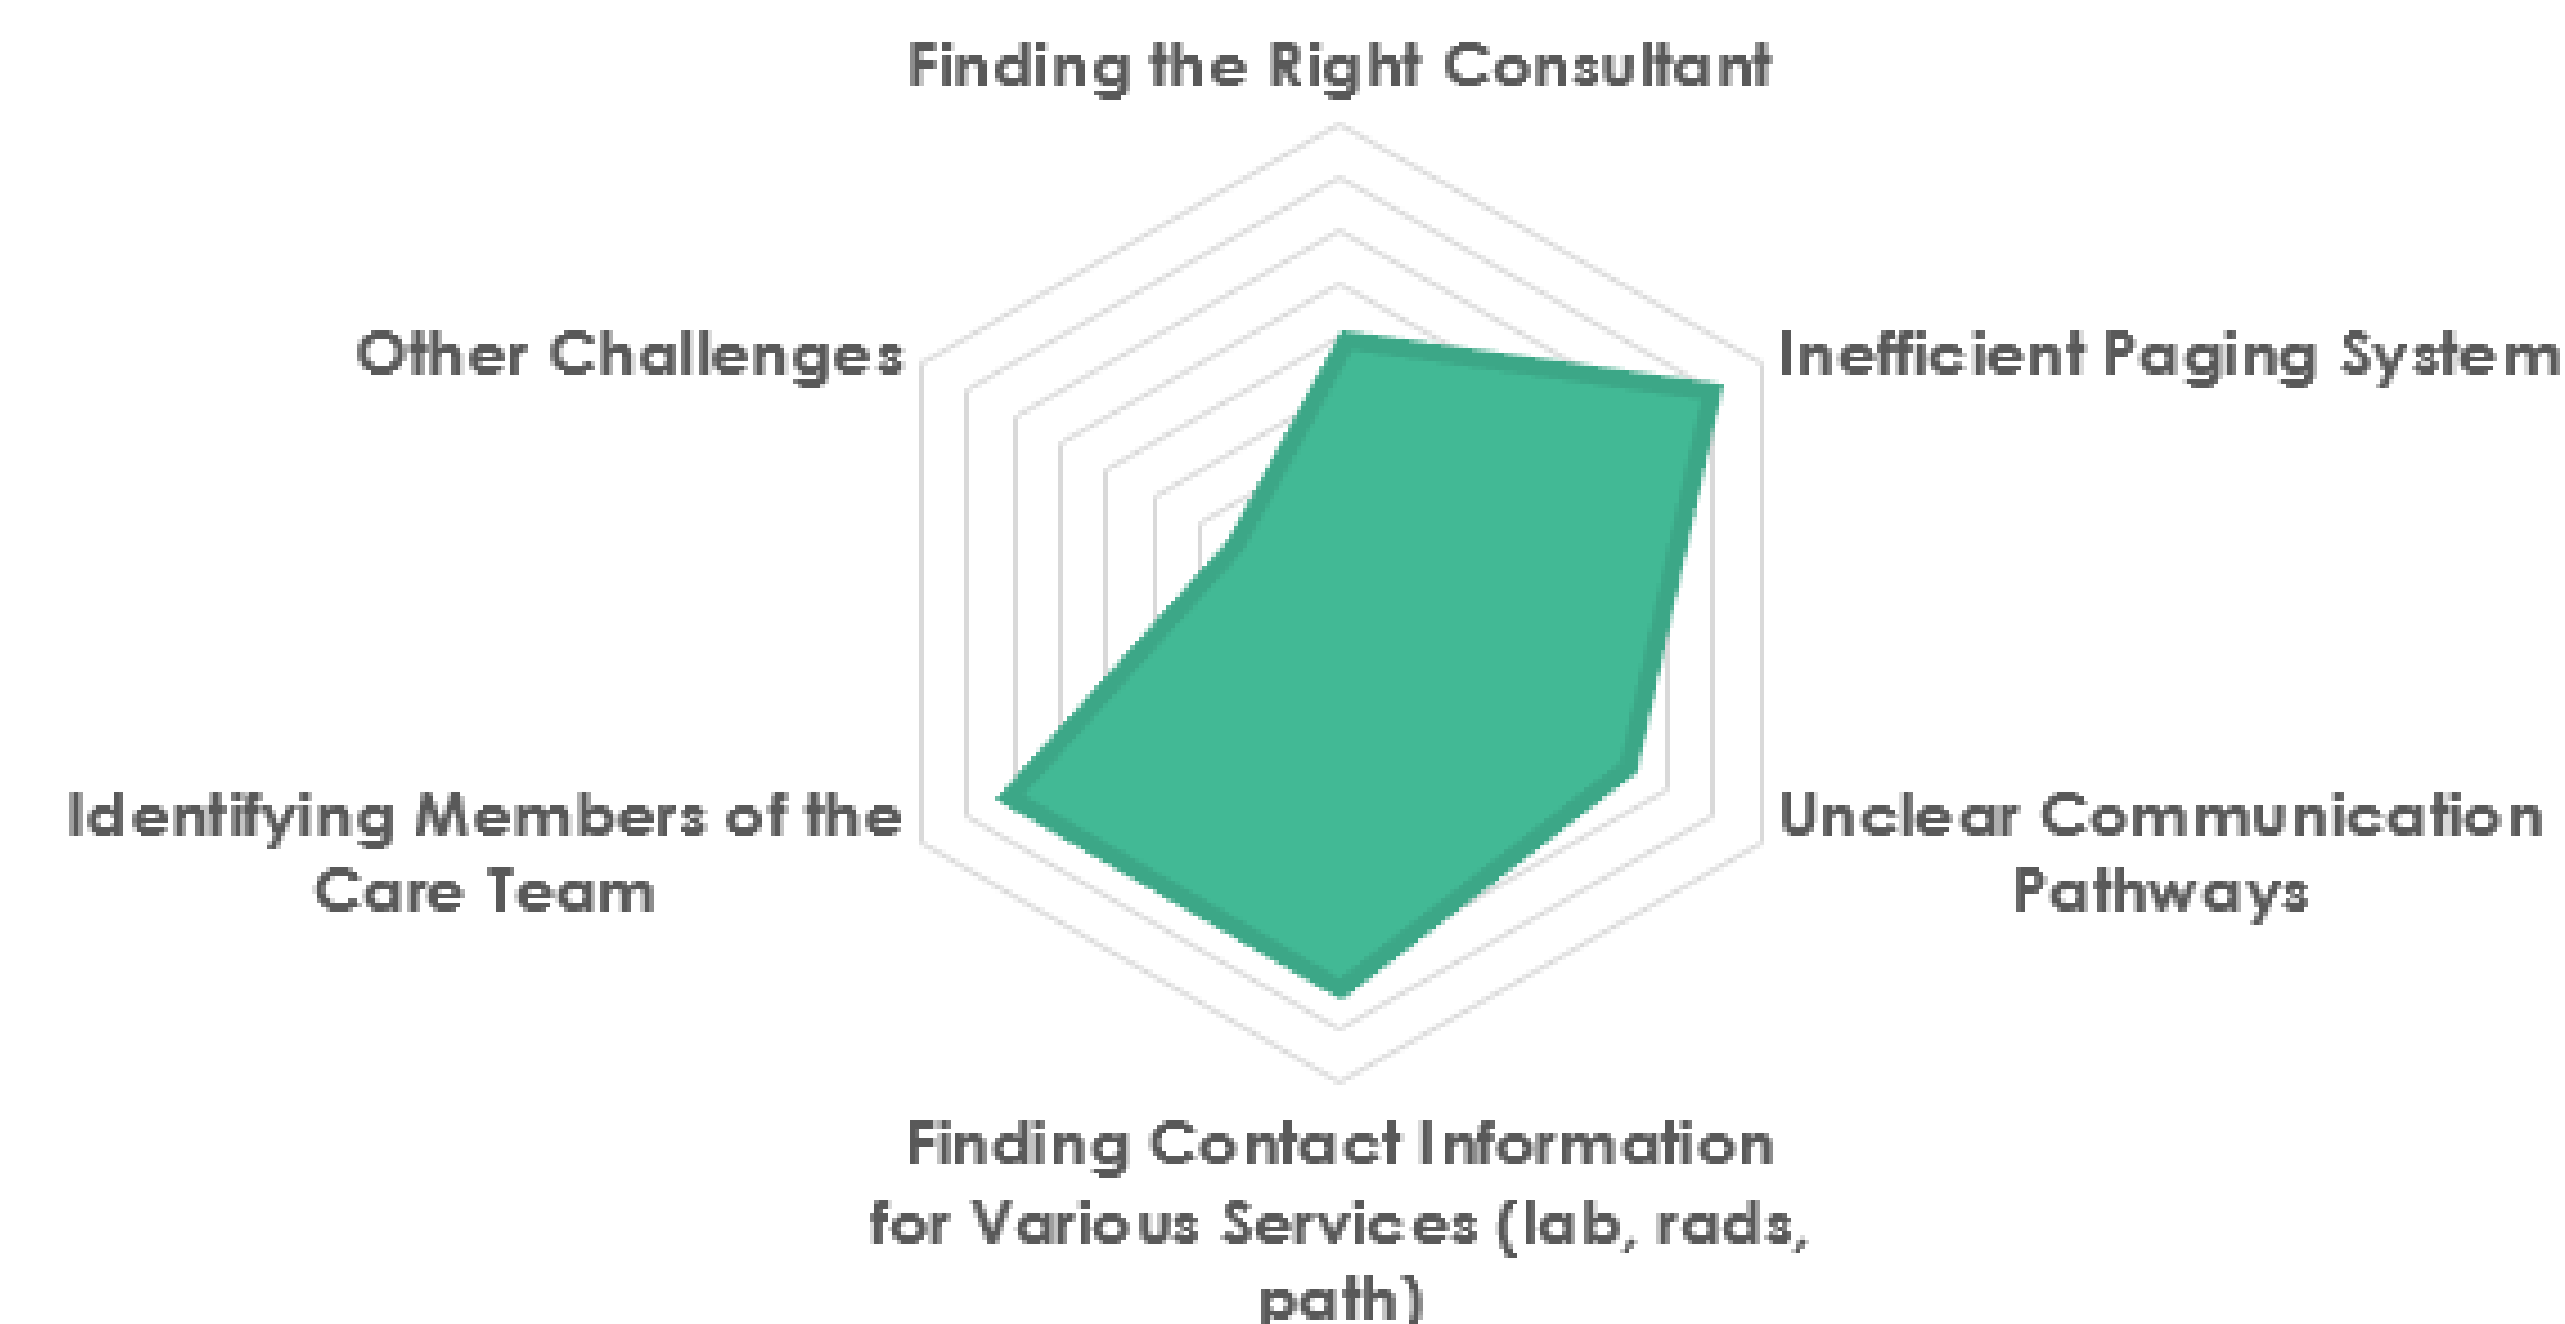 Finding the Right Consultant
Other Challenges
Inefficient Paging System
Identifying Members of the
Care Team
Unclear Communication
Pathways
Finding Contact Information
for Various Services (lab, rads,
path)